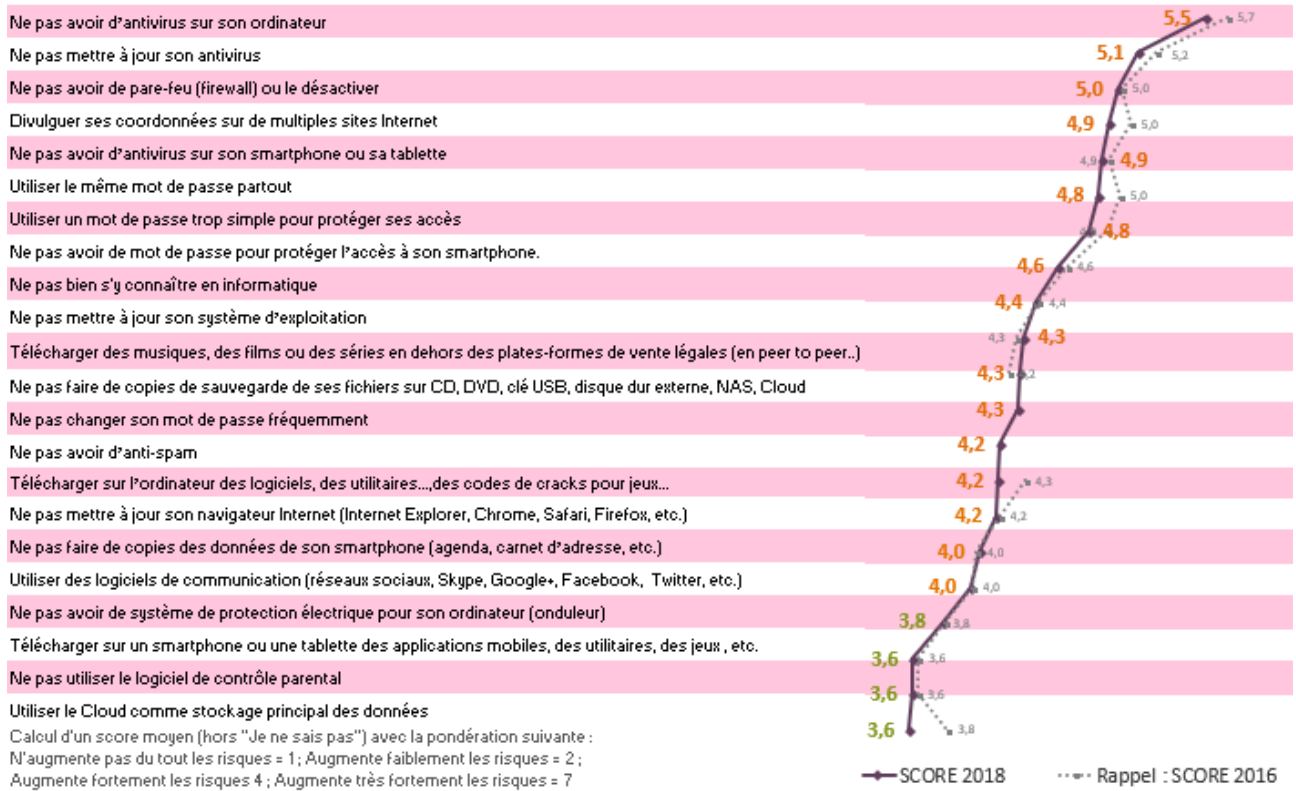 Ne pas avoir d'antivirus sur son ordinateur 5,5 5,7
Ne pas mettre à jour son antivirus 5,1 5,2
Ne pas avoir de pare-feu (firewall) ou le désactiver 5,0 5,0
Divulguer ses coordonnées sur de multiples sites Internet 4,9 5,0
Ne pas avoir d'antivirus sur son smartphone ou sa tablette 4,9 4,9
Utiliser le même mot de passe partout 4,8 5,0
Utiliser un mot de passe trop simple pour protéger ses accès 4,8
Ne pas avoir de mot de passe pour protéger l'accès à son smartphone. 4,6 4,6
Ne pas bien s'y connaître en informatique 4,4 4,4
Ne pas mettre à jour son système d'exploitation
Télécharger des musiques, des films ou des séries en dehors des plates-formes de vente légales (en peer to peer..) 4,3 4,3
Ne pas faire de copies de sauvegarde de ses fichiers sur CD, DVD, clé USB, disque dur externe, NAS, Cloud 4,3
Ne pas changer son mot de passe fréquemment 4,3
Ne pas avoir d'anti-spam 4,2
Télécharger sur l'ordinateur des logiciels, des utilitaires...,des codes de cracks pour jeux... 4,2 4,3
Ne pas mettre à jour son navigateur Internet (Internet Explorer, Chrome, Safari, Firefox, etc.) 4,2 4,2
Ne pas faire de copies des données de son smartphone (agenda, carnet d'adresse, etc.) 4,0 4,0
Utiliser des logiciels de communication (réseaux sociaux, Skype, Google+, Facebook, Twitter, etc.) 4,0 4,0
Ne pas avoir de système de protection électrique pour son ordinateur (onduleur) 3,8 3,8
Télécharger sur un smartphone ou une tablette des applications mobiles, des utilitaires, des jeux , etc. 3,6 3,6
Ne pas utiliser le logiciel de contrôle parental 3,6 3,6
Utiliser le Cloud comme stockage principal des données 3,6 3,8
Calcul d'un score moyen (hors "Je ne sais pas") avec la pondération suivante :
N'augmente pas du tout les risques = 1; Augmente faiblement les risques = 2 ;
Augmente fortement les risques 4 ; Augmente très fortement les risques = 7
SCORE 2018 Rappel : SCORE 2016